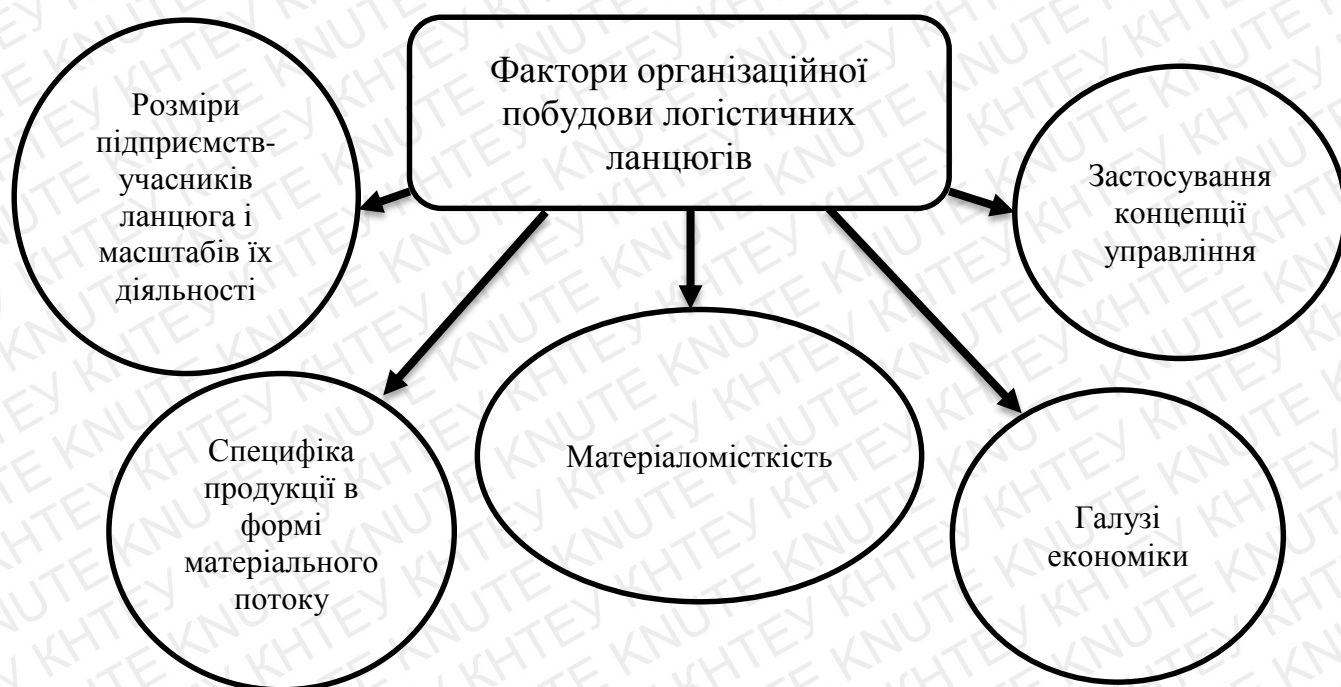 Фактори організаційної
побудови логістичних
ланцюгів
Розміри
підприємств-
учасників
ланцюга і
масштабів їх
діяльності
Застосування
концепції
управління
Специфіка
продукції в
формі
матеріального
потоку
Матеріаломісткість
Галузі
економіки